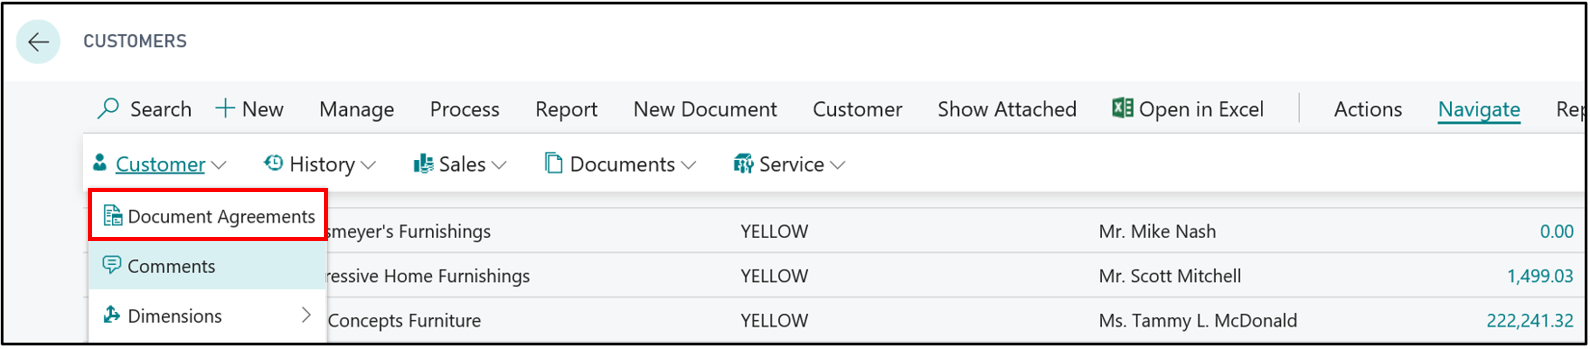 CUSTOMERS
Search New Manage Process Report New Document Customer Show Attached Open in Excel Actions Navigate Rep
Customer History Sales Documents Service
Document Agreements
smeyer's Furnishings YELLOW Mr. Mike Nash 0.00
Comments
ressive Home Furnishings YELLOW Mr. Scott Mitchell 1,499.03
Dimensions
Concepts Furniture YELLOW Ms. Tammy L. McDonald 222,241.32